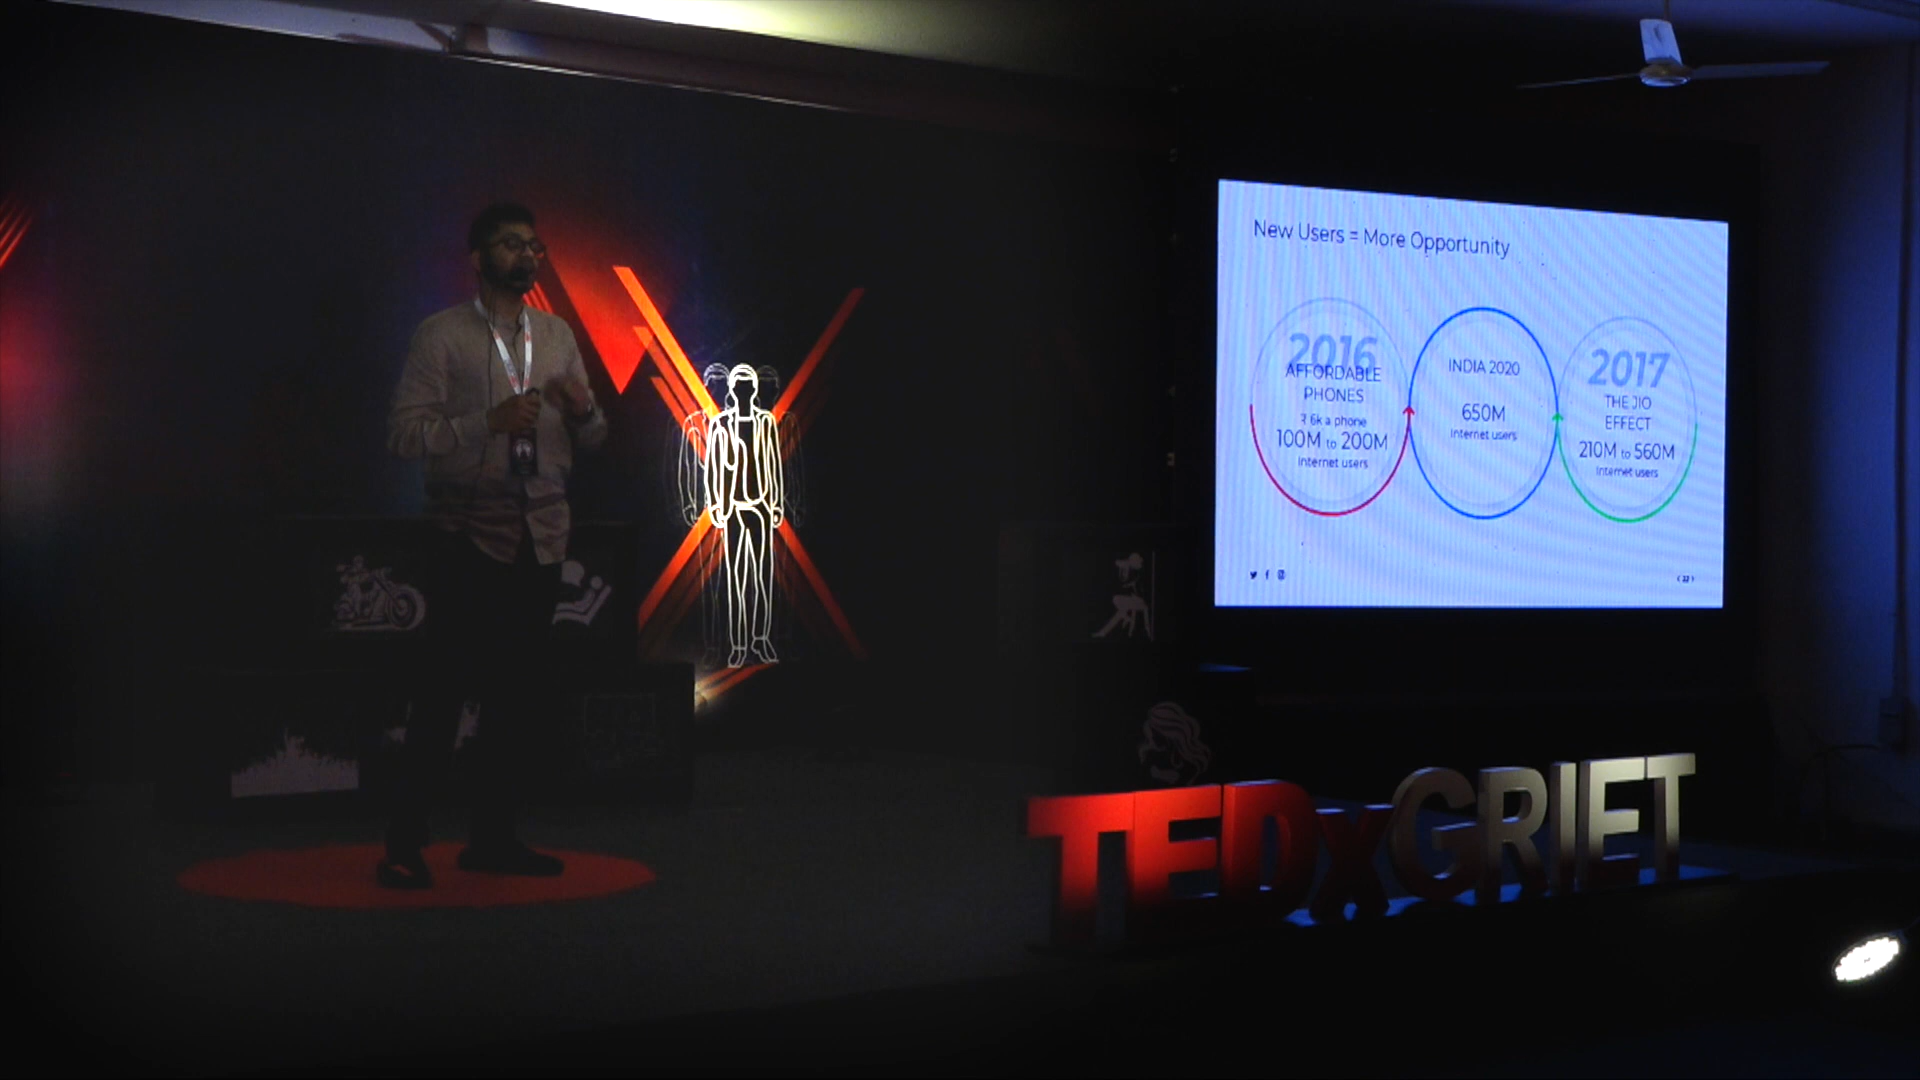 New Users = More Opportunity
2016
AFFORDABLE
PHONES
₹ 6k a phone
100M to 200M
Internet users
INDIA 2020
650M
Internet users
2017
THE JIO
EFFECT
210M to 560M
Internet users
‹ 22 ›
TEDxGRIET